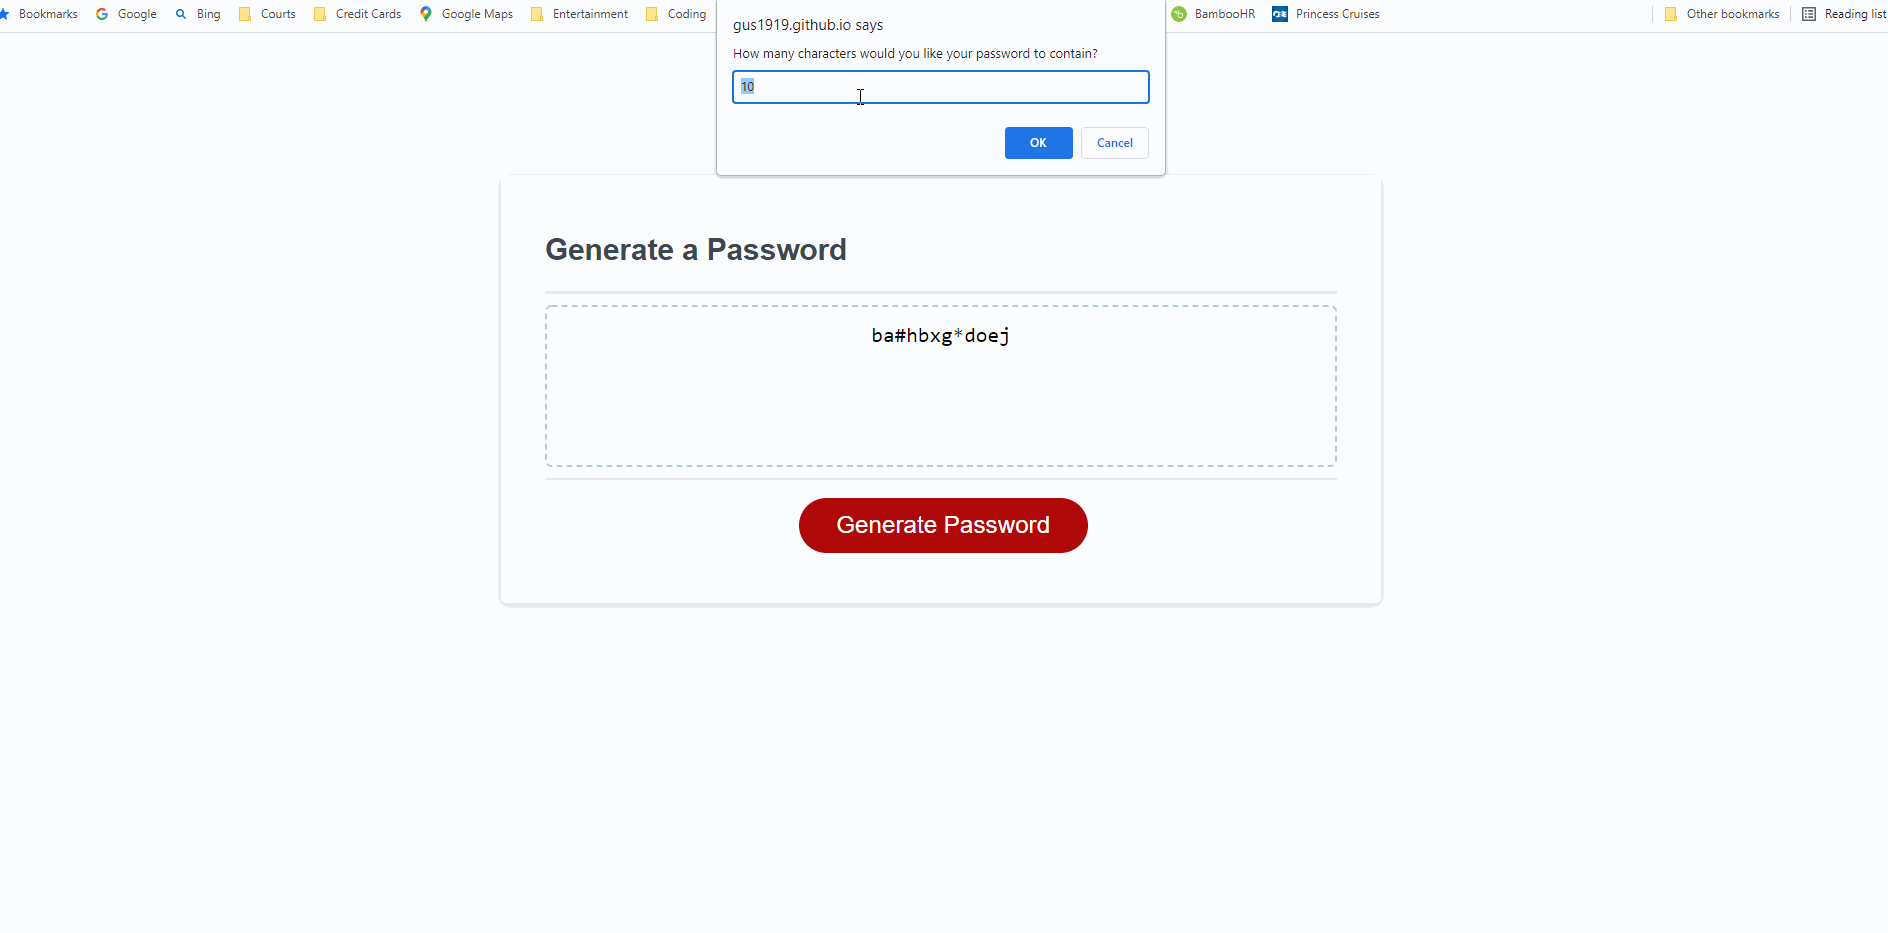 Bookmarks Google Bing Courts Credit Cards Google Maps Entertainment Coding BambooHR Princess Cruises Other bookmarks Reading list
gus1919.github.io says
How many characters would you like your password to contain?
10
OK Cancel
Generate a Password
ba#hbxg*doej
Generate Password